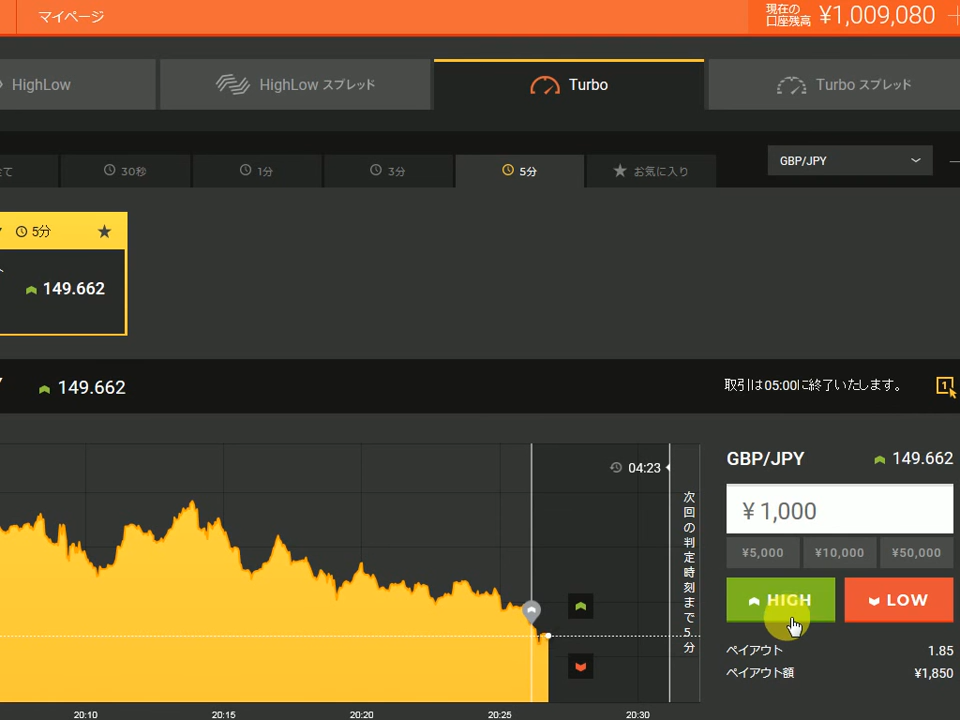 マイページ
現在の
口座残高
¥1,009,080
HighLow
HighLow スプレッド
Turbo
Turbo スプレッド
全て
30秒
1分
3分
5分
お気に入り
GBP/JPY
5分
149.662
149.662
取引は05:00に終了いたします。
1
04:23
次回の判定時刻まで5分
GBP/JPY
149.662
¥ 1,000
¥5,000
¥10,000
¥50,000
HIGH
LOW
ペイアウト
1.85
ペイアウト額
¥1,850
20:10
20:15
20:20
20:25
20:30